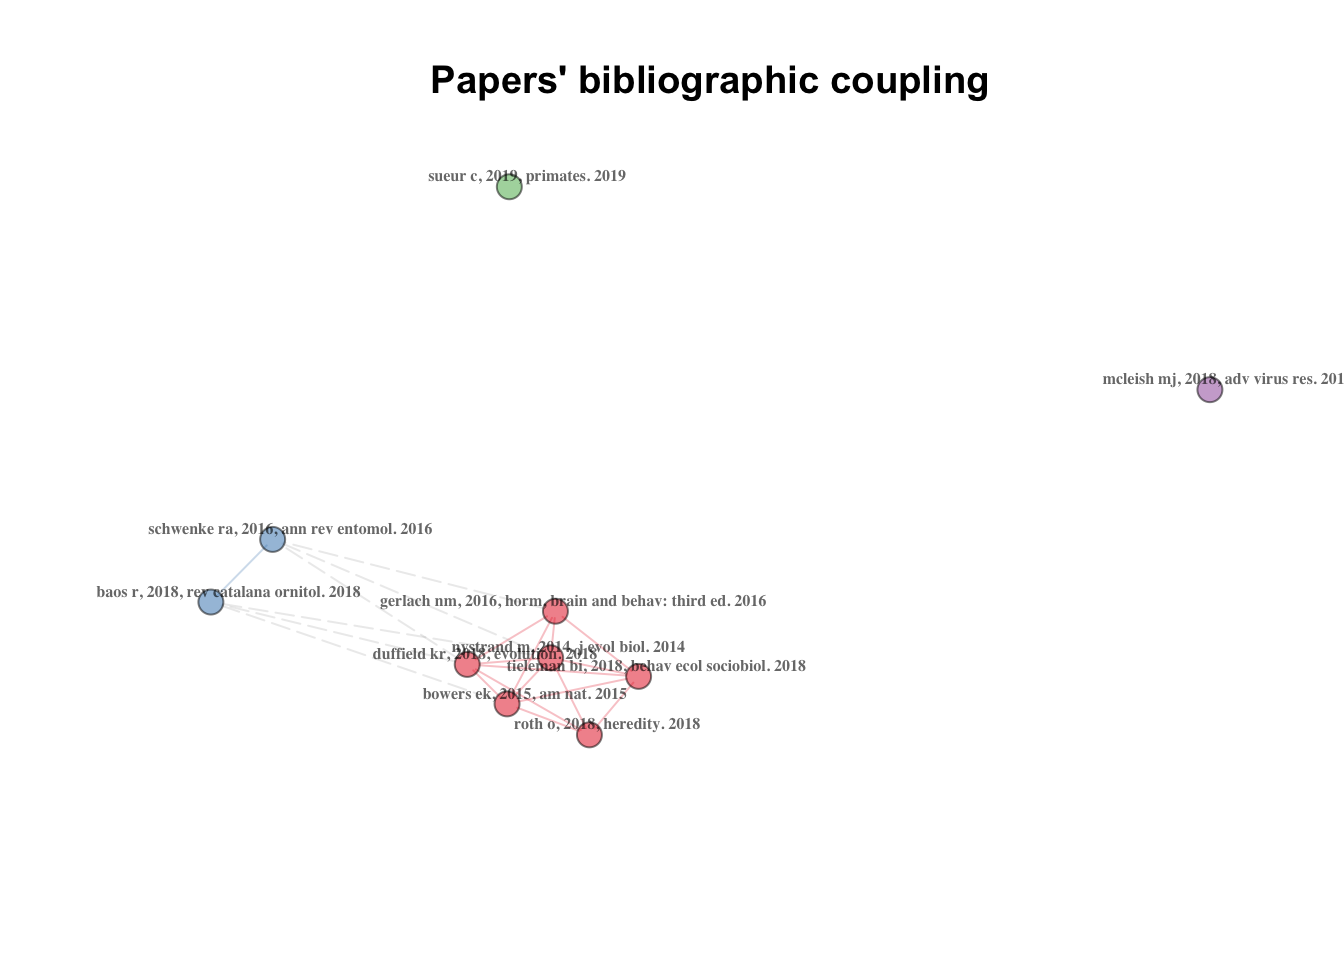 Papers' bibliographic coupling
sueur c, 2019, primates. 2019
mcleish mj, 2018, adv virus res. 201
schwenke ra, 2016, ann rev entomol. 2016
baos r, 2018, rev catalana ornitol. 2018
gerlach nm, 2016, horm, brain and behav: third ed. 2016
nystrand m, 2014, j evol biol. 2014
duffield kr, 2018, evolution. 2018
tieleman bi, 2018, behav ecol sociobiol. 2018
bowers ek, 2015, am nat. 2015
roth o, 2018, heredity. 2018